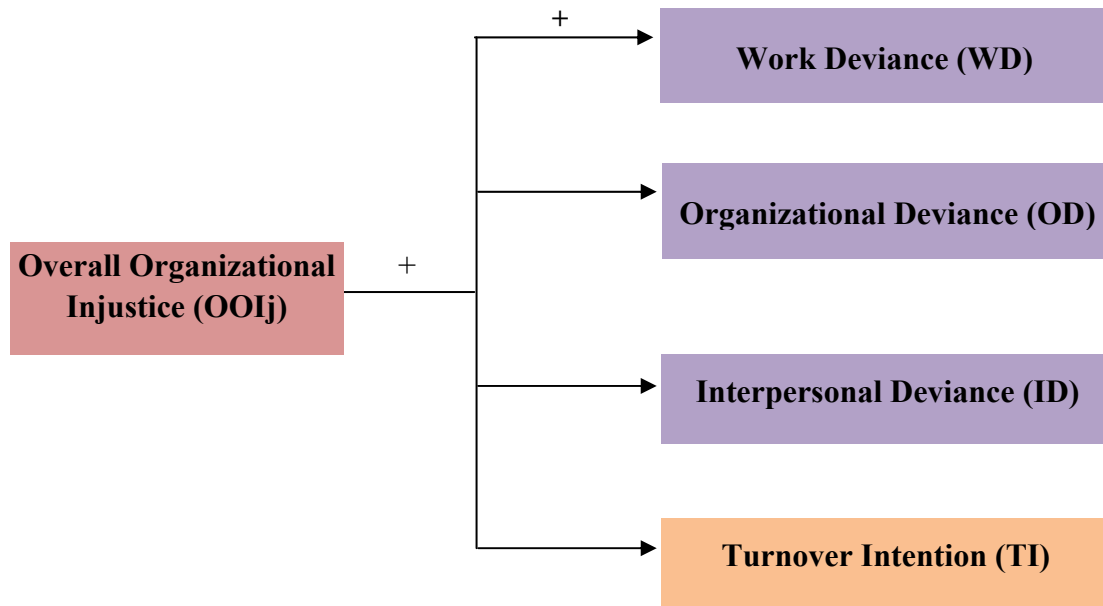 +
Work Deviance (WD)
Organizational Deviance (OD)
Overall Organizational
Injustice (OOIj)
+
Interpersonal Deviance (ID)
Turnover Intention (TI)